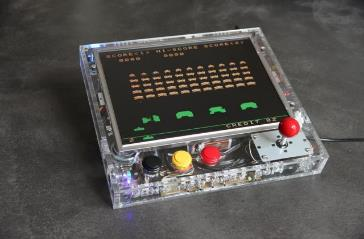 SCORE<1> HI-SCORE SCORE<2>
0000 0000
CREDIT 02